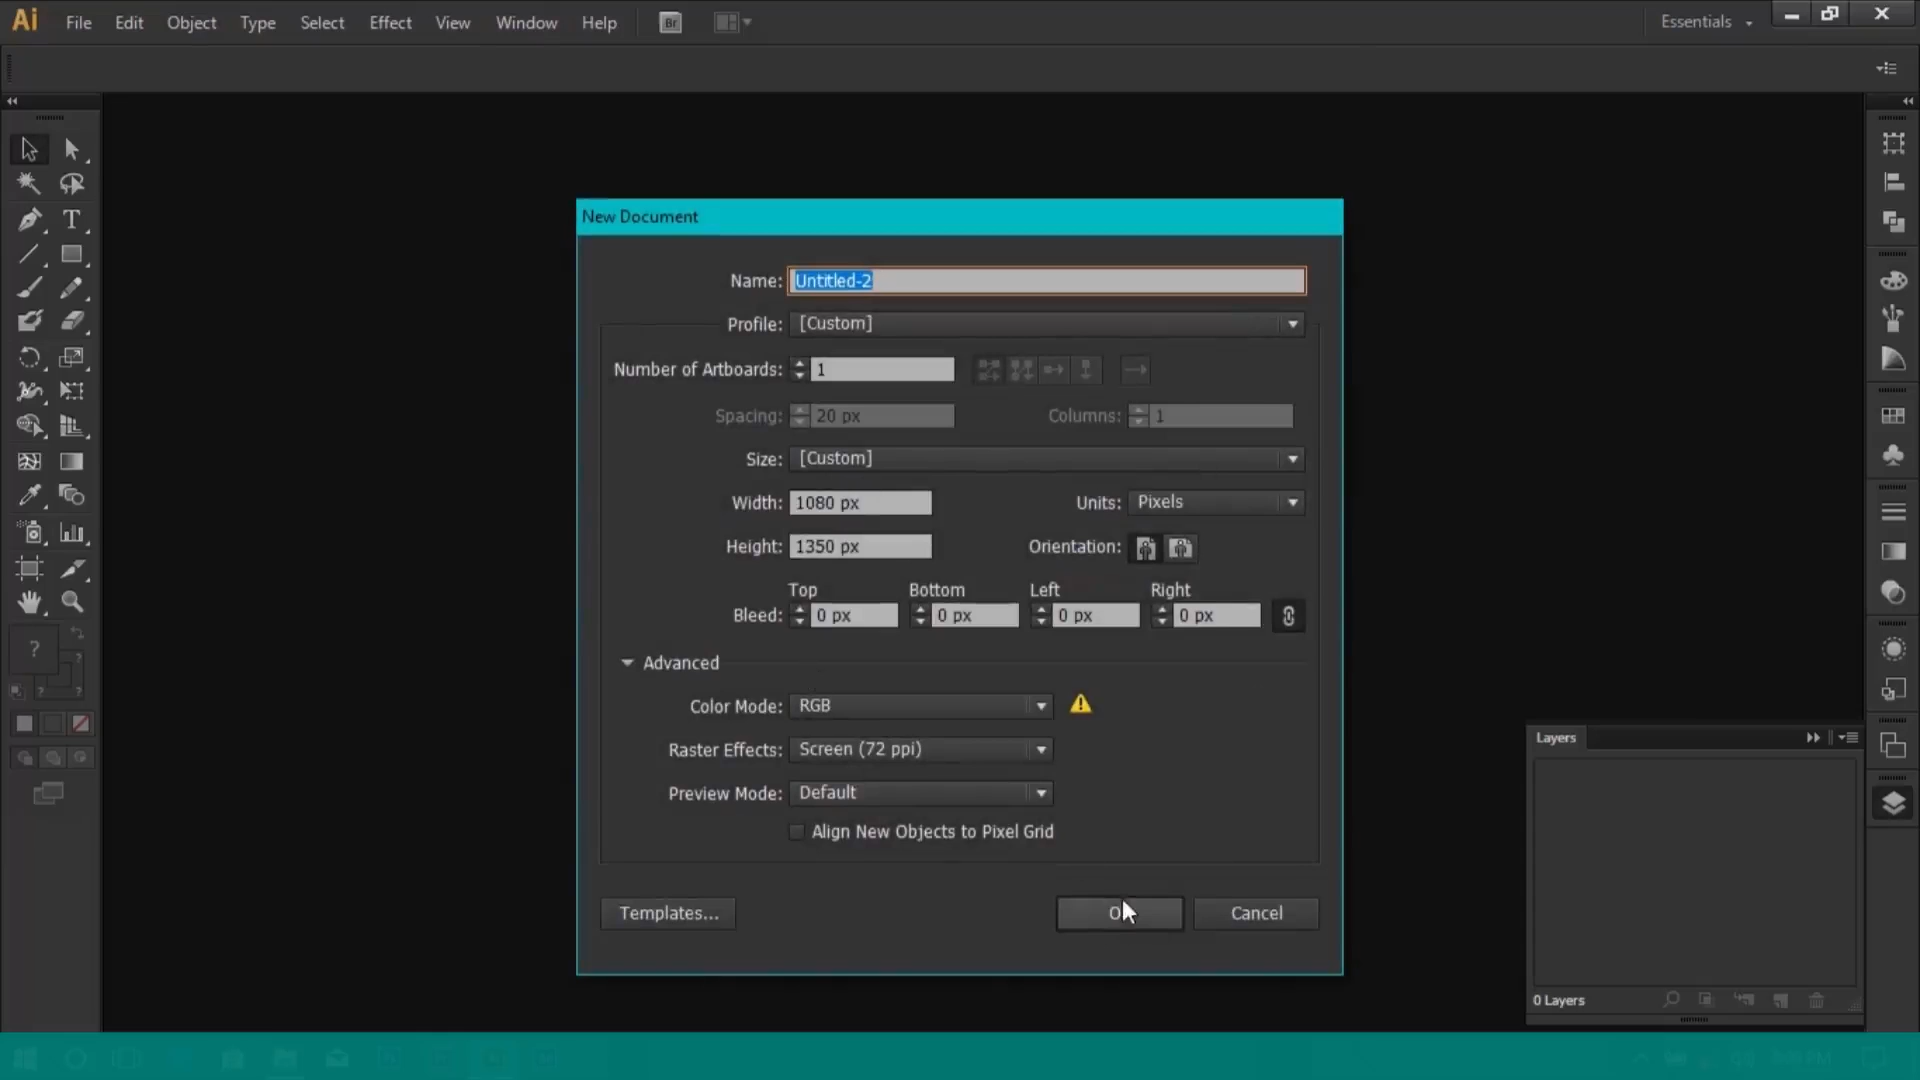 Ai File Edit Object Type Select Effect View Window Help Br Essentials
New Document
Name: Untitled-2
Profile: [Custom]
Number of Artboards: 1
Spacing: 20 px Columns: 1
Size: [Custom]
Width: 1080 px Units: Pixels
Height: 1350 px Orientation:
Top Bottom Left Right
Bleed: 0 px 0 px 0 px 0 px
Advanced
Color Mode: RGB
Raster Effects: Screen (72 ppi)
Preview Mode: Default
Align New Objects to Pixel Grid
Templates... Cancel
Layers
0 Layers